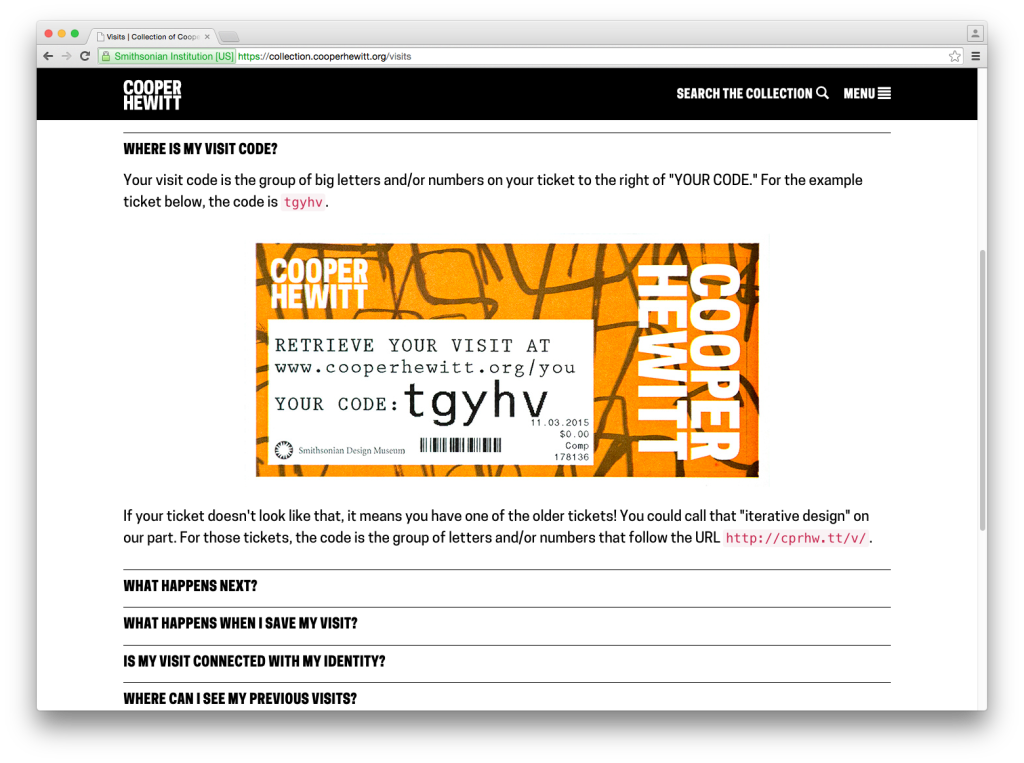 Visits | Collection of Coope
Smithsonian Institution [US] https://collection.cooperhewitt.org/visits
COOPER
HEWITT
SEARCH THE COLLECTION MENU
WHERE IS MY VISIT CODE?
Your visit code is the group of big letters and/or numbers on your ticket to the right of "YOUR CODE." For the example
ticket below, the code is tgyhv.
COOPER
HEWITT
RETRIEVE YOUR VISIT AT
www.cooperhewitt.org/you
YOUR CODE: tgyhv
11.03.2015
$0.00
Comp
178136
Smithsonian Design Museum
COOPER
HEWITT
If your ticket doesn't look like that, it means you have one of the older tickets! You could call that "iterative design" on
our part. For those tickets, the code is the group of letters and/or numbers that follow the URL http://cprhw.tt/v/.
WHAT HAPPENS NEXT?
WHAT HAPPENS WHEN I SAVE MY VISIT?
IS MY VISIT CONNECTED WITH MY IDENTITY?
WHERE CAN I SEE MY PREVIOUS VISITS?